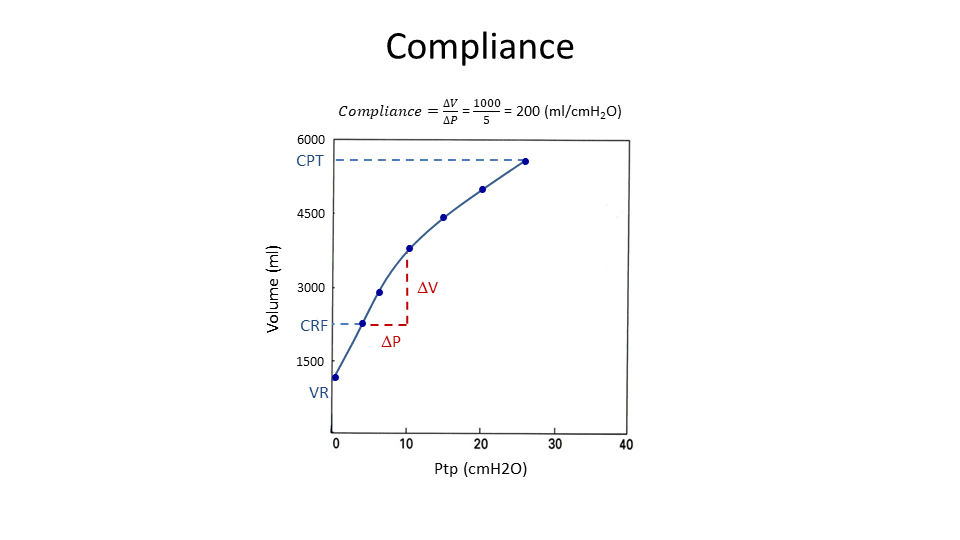 Compliance
Compliance = ΔV/ΔP = 1000/5 = 200 (ml/cmH₂O)
6000
CPT
4500
Volume (ml)
3000
ΔV
CRF
ΔP
1500
VR
0 10 20 30 40
Ptp (cmH2O)